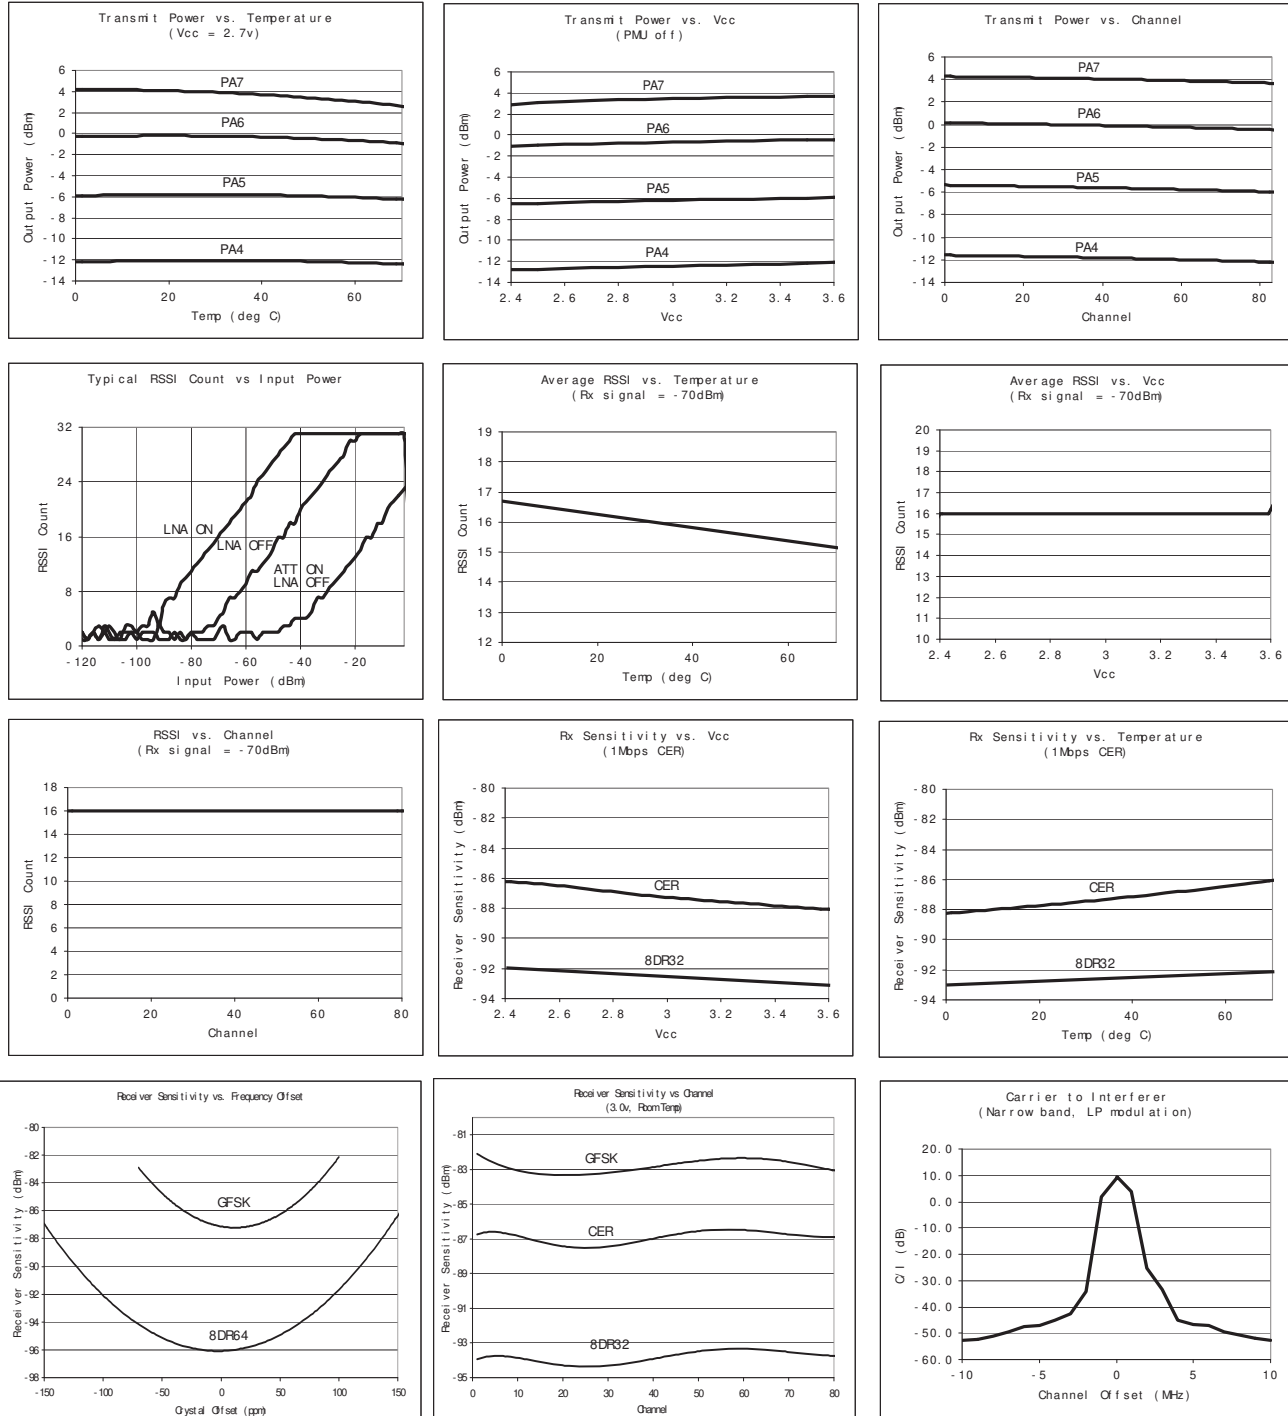 Transmit Power vs. Temperature
(Vcc = 2.7v)
6
4
2
0
-2
-4
-6
-8
-10
-12
-14
Output Power (dBm)
PA7
PA6
PA5
PA4
0 20 40 60
Temp (deg C)
Transmit Power vs. Vcc
(PMU off)
6
4
2
0
-2
-4
-6
-8
-10
-12
-14
Output Power (dBm)
PA7
PA6
PA5
PA4
2.4 2.6 2.8 3 3.2 3.4 3.6
Vcc
Transmit Power vs. Channel
6
4
2
0
-2
-4
-6
-8
-10
-12
-14
Output Power (dBm)
PA7
PA6
PA5
PA4
0 20 40 60 80
Channel
Typical RSSI Count vs Input Power
32
24
16
8
0
RSSI Count
LNA ON
LNA OFF
ATT ON
LNA OFF
-120 -100 -80 -60 -40 -20
Input Power (dBm)
Average RSSI vs. Temperature
(Rx signal = -70dBm)
19
18
17
16
15
14
13
12
RSSI Count
0 20 40 60
Temp (deg C)
Average RSSI vs. Vcc
(Rx signal = -70dBm)
20
19
18
17
16
15
14
13
12
11
10
RSSI Count
2.4 2.6 2.8 3 3.2 3.4 3.6
Vcc
RSSI vs. Channel
(Rx signal = -70dBm)
18
16
14
12
10
8
6
4
2
0
RSSI Count
0 20 40 60 80
Channel
Rx Sensitivity vs. Vcc
(1Mbps CER)
-80
-82
-84
-86
-88
-90
-92
-94
Receiver Sensitivity (dBm)
CER
8DR32
2.4 2.6 2.8 3 3.2 3.4 3.6
Vcc
Rx Sensitivity vs. Temperature
(1Mbps CER)
-80
-82
-84
-86
-88
-90
-92
-94
Receiver Sensitivity (dBm)
CER
8DR32
0 20 40 60
Temp (deg C)
Receiver Sensitivity vs. Frequency Offset
-80
-82
-84
-86
-88
-90
-92
-94
-96
-98
Receiver Sensitivity (dBm)
GFSK
8DR64
-150 -100 -50 0 50 100 150
Crystal Offset (ppm)
Receiver Sensitivity vs Channel
(3.0v, Room Temp)
-81
-83
-85
-87
-89
-91
-93
-95
Receiver Sensitivity (dBm)
GFSK
CER
8DR32
0 10 20 30 40 50 60 70 80
Channel
Carrier to Interferer
(Narrow band, LP modulation)
20.0
10.0
0.0
-10.0
-20.0
-30.0
-40.0
-50.0
-60.0
C/I (dB)
-10 -5 0 5 10
Channel Offset (MHz)